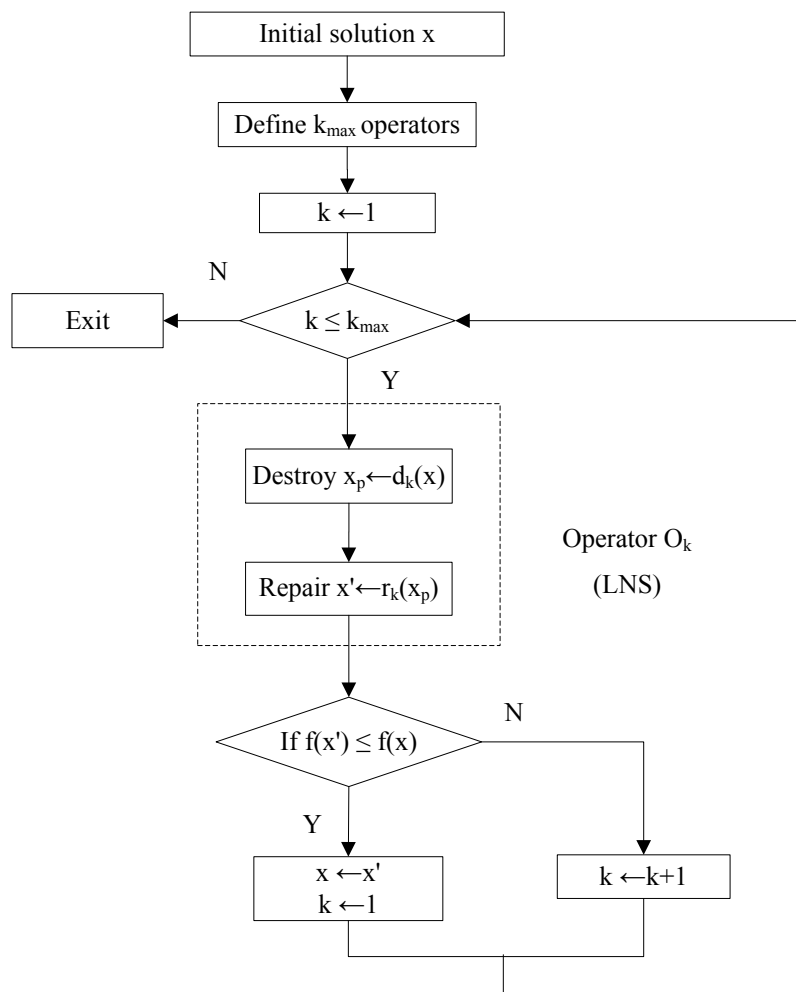 Initial solution x
Define kmax operators
k ←1
N
Exit
k ≤ kmax
Y
Destroy xp←dk(x)
Operator Ok
(LNS)
Repair x'←rk(xp)
N
If f(x') ≤ f(x)
Y
x ←x'
k ←1
k ←k+1